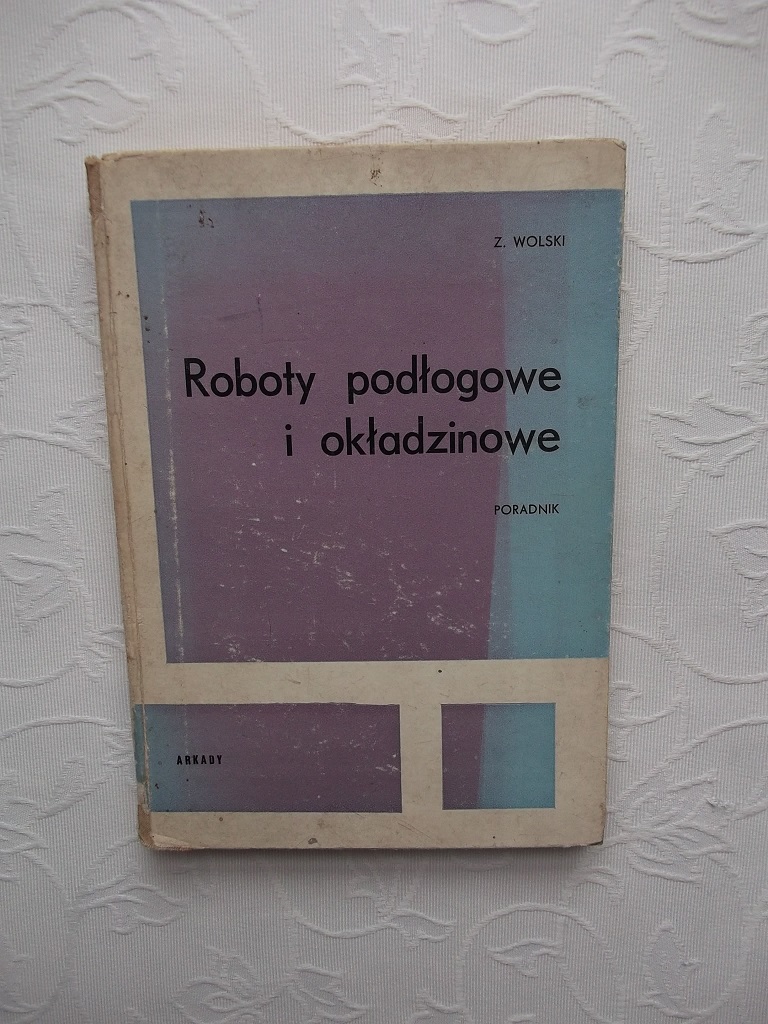 Z. WOLSKI
Roboty podłogowe
i okładzinowe
PORADNIK
ARKADY